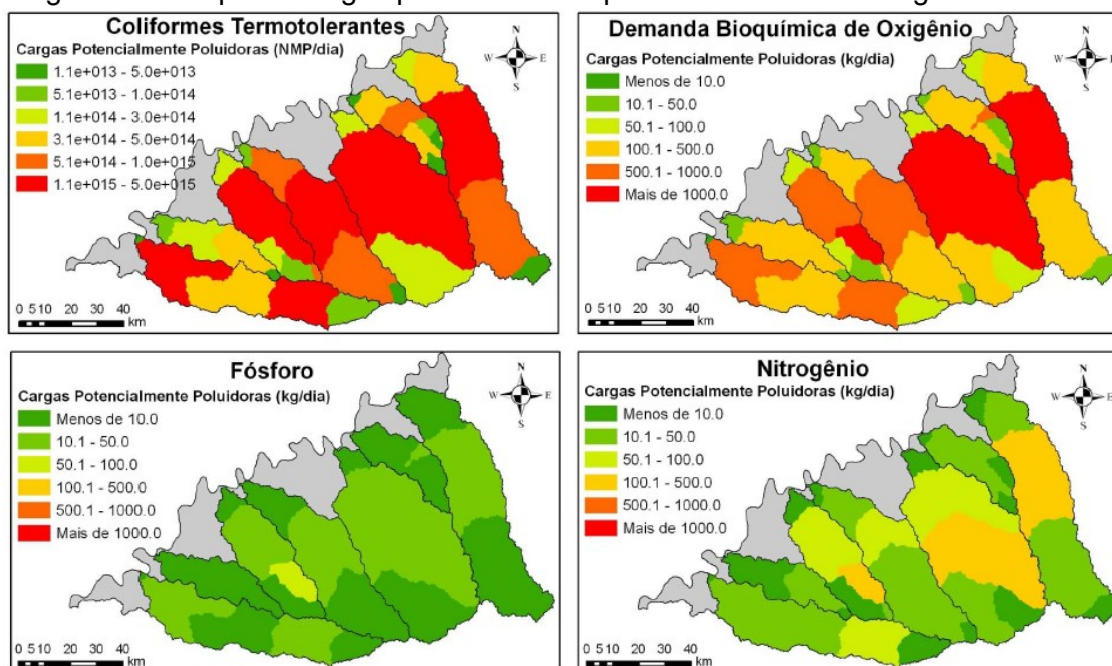 Coliformes Termotolerantes
Cargas Potencialmente Poluidoras (NMP/dia)
1.1e+013 - 5.0e+013
5.1e+013 - 1.0e+014
1.1e+014 - 3.0e+014
3.1e+014 - 5.0e+014
5.1e+014 - 1.0e+015
1.1e+015 - 5.0e+015
N
W E
S
0 5 10 20 30 40
km
Demanda Bioquímica de Oxigênio
Cargas Potencialmente Poluidoras (kg/dia)
Menos de 10.0
10.1 - 50.0
50.1 - 100.0
100.1 - 500.0
500.1 - 1000.0
Mais de 1000.0
N
W E
S
0 5 10 20 30 40
km
Fósforo
Cargas Potencialmente Poluidoras (kg/dia)
Menos de 10.0
10.1 - 50.0
50.1 - 100.0
100.1 - 500.0
500.1 - 1000.0
Mais de 1000.0
N
W E
S
0 5 10 20 30 40
km
Nitrogênio
Cargas Potencialmente Poluidoras (kg/dia)
Menos de 10.0
10.1 - 50.0
50.1 - 100.0
100.1 - 500.0
500.1 - 1000.0
Mais de 1000.0
N
W E
S
0 5 10 20 30 40
km